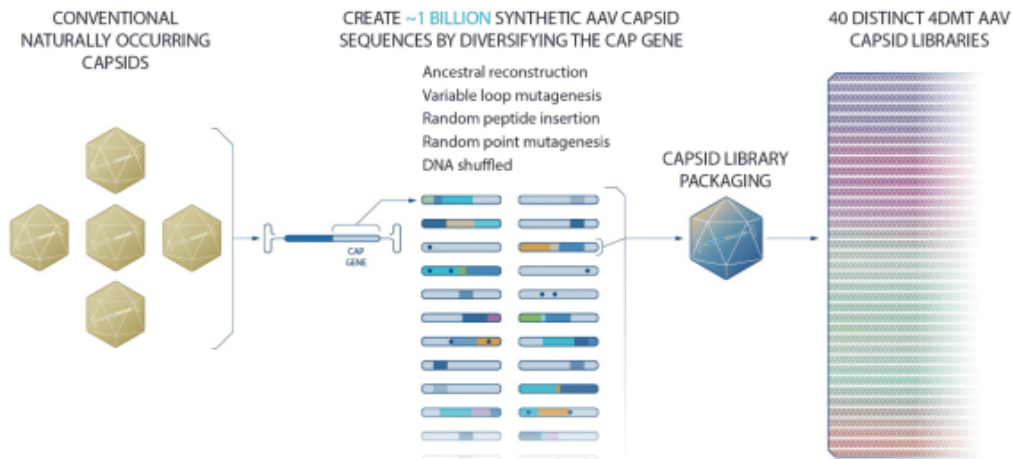 CONVENTIONAL
NATURALLY OCCURRING
CAPSIDS
CREATE ~1 BILLION SYNTHETIC AAV CAPSID
SEQUENCES BY DIVERSIFYING THE CAP GENE
Ancestral reconstruction
Variable loop mutagenesis
Random peptide insertion
Random point mutagenesis
DNA shuffled
CAP
GENE
CAPSID LIBRARY
PACKAGING
40 DISTINCT 4DMT AAV
CAPSID LIBRARIES